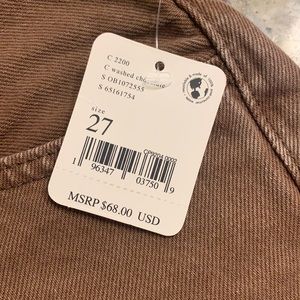 C 2200
C washed chocolate
S OB1072555
S 65161754
size
27
1 96347 03750 9
MSRP $68.00 USD